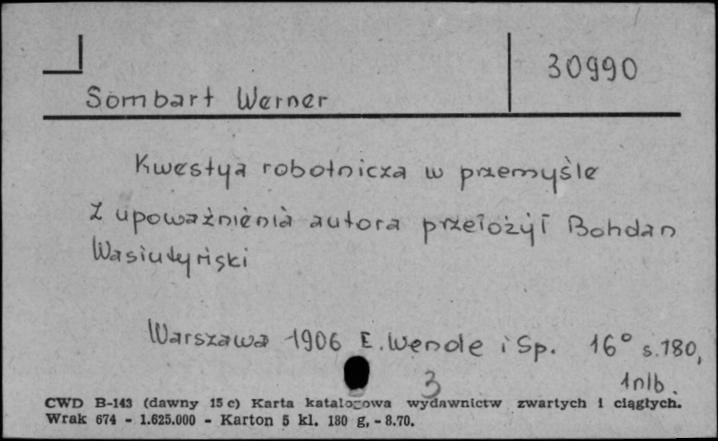 30990
Sombart Werner
Kwestya robotnicza w przemyśle
Z upoważnienia autora przełożył Bohdan
Wasiutyński
Warszawa 1906 E. Wende i Sp. 16° s. 180,
3 1nlb.
CWD B-143 (dawny 15 c) Karta katalogowa wydawnictw zwartych i ciągłych.
Wrak 674 - 1.625.000 - Karton 5 kl. 180 g, - 8.70.